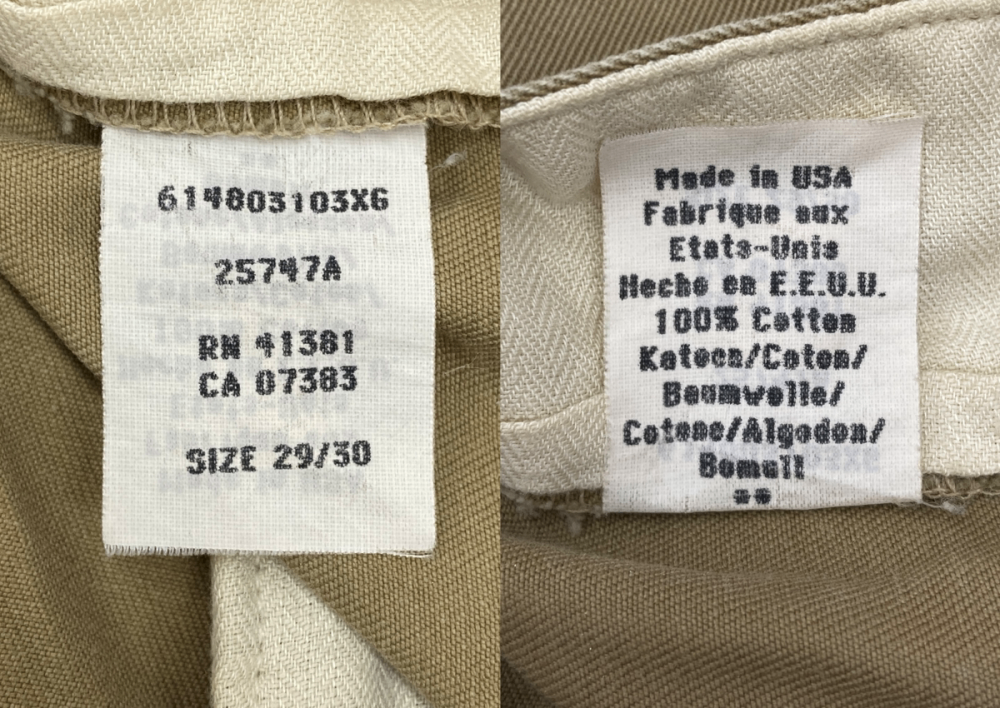 614803103XG
25747A
RN 41381
CA 07383
SIZE 29/30
Made in USA
Fabrique aux
Etats-Unis
Hecho en E.E.U.U.
100% Cotton
Katoen/Coton/
Baumwolle/
Cotone/Algodon/
Bomull